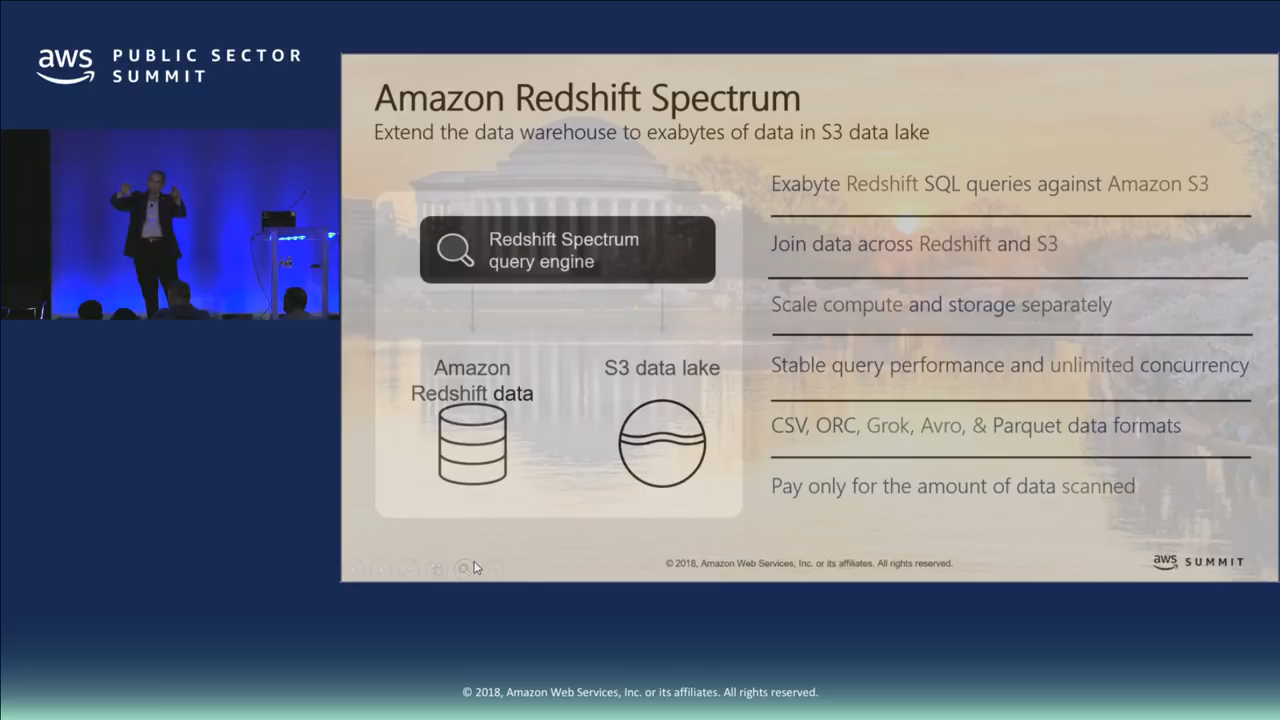 aws PUBLIC SECTOR
SUMMIT
Amazon Redshift Spectrum
Extend the data warehouse to exabytes of data in S3 data lake
Redshift Spectrum
query engine
Amazon
Redshift data
S3 data lake
Exabyte Redshift SQL queries against Amazon S3
Join data across Redshift and S3
Scale compute and storage separately
Stable query performance and unlimited concurrency
CSV, ORC, Grok, Avro, & Parquet data formats
Pay only for the amount of data scanned
© 2018, Amazon Web Services, Inc. or its affiliates. All rights reserved.
aws SUMMIT
© 2018, Amazon Web Services, Inc. or its affiliates. All rights reserved.